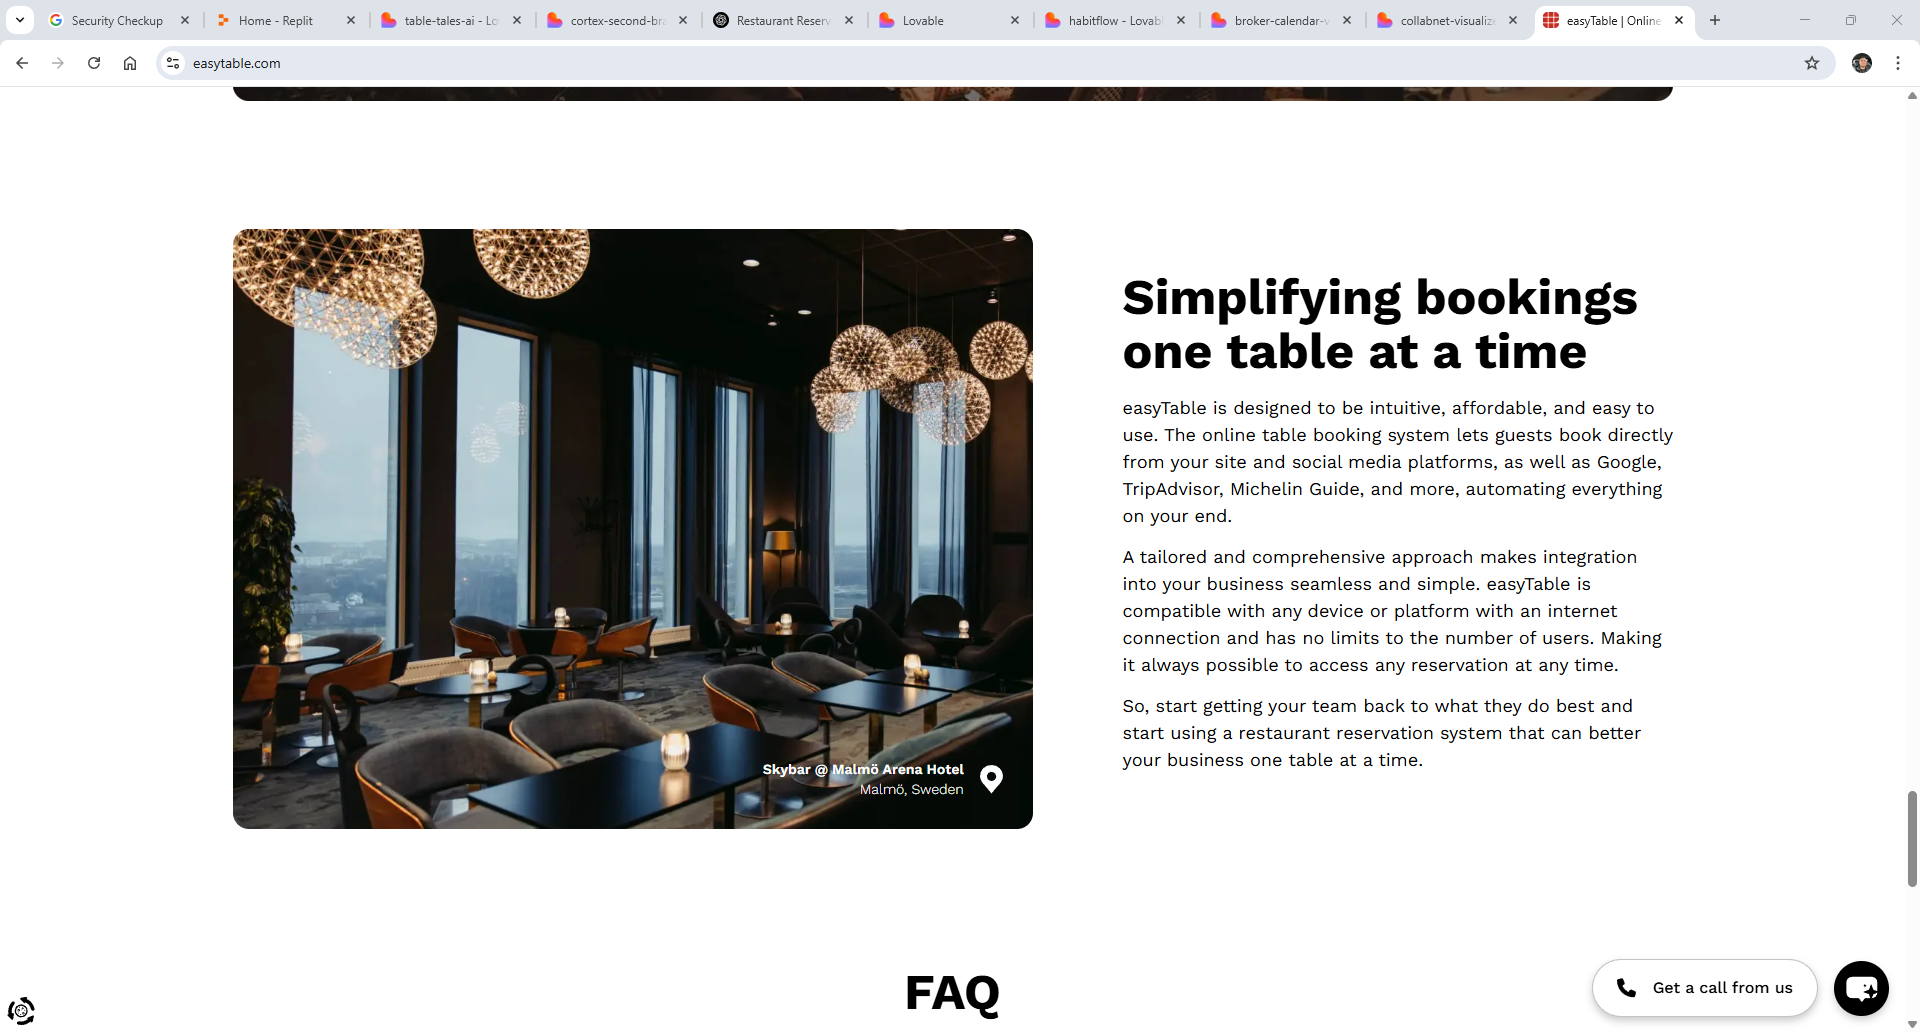 Security Checkup
Home - Replit
table-tales-ai - Lo
cortex-second-bra
Restaurant Reserv
Lovable
habitflow - Lovabl
broker-calendar-v
collabnet-visualize
easyTable | Online
easytable.com
Simplifying bookings
one table at a time
easyTable is designed to be intuitive, affordable, and easy to
use. The online table booking system lets guests book directly
from your site and social media platforms, as well as Google,
TripAdvisor, Michelin Guide, and more, automating everything
on your end.
A tailored and comprehensive approach makes integration
into your business seamless and simple. easyTable is
compatible with any device or platform with an internet
connection and has no limits to the number of users. Making
it always possible to access any reservation at any time.
So, start getting your team back to what they do best and
start using a restaurant reservation system that can better
your business one table at a time.
Skybar @ Malmö Arena Hotel
Malmö, Sweden
FAQ
Get a call from us